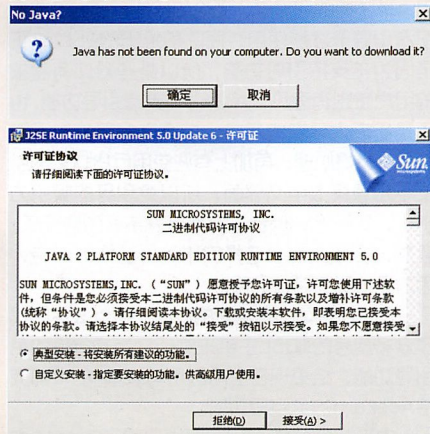 No Java?
Java has not been found on your computer. Do you want to download it?
确定
取消
J2SE Runtime Environment 5.0 Update 6 - 许可证
许可证协议
请仔细阅读下面的许可证协议。
Sun
microsystems
SUN MICROSYSTEMS, INC.
二进制代码许可协议
JAVA 2 PLATFORM STANDARD EDITION RUNTIME ENVIRONMENT 5.0
SUN MICROSYSTEMS,INC. (“SUN”) 愿意授予您许可证，许可您使用下述软
件，但条件是您必须接受本二进制代码许可协议的所有条款以及增补许可条款
(统称“协议”)。请仔细阅读本协议。下载或安装本软件，即表明您已接受本
协议的条款。请选择本协议结尾处的“接受”按钮以示接受。如果您不愿意接受
典型安装 - 将安装所有建议的功能。
自定义安装 - 指定要安装的功能。供高级用户使用。
拒绝(D)
接受(A) >